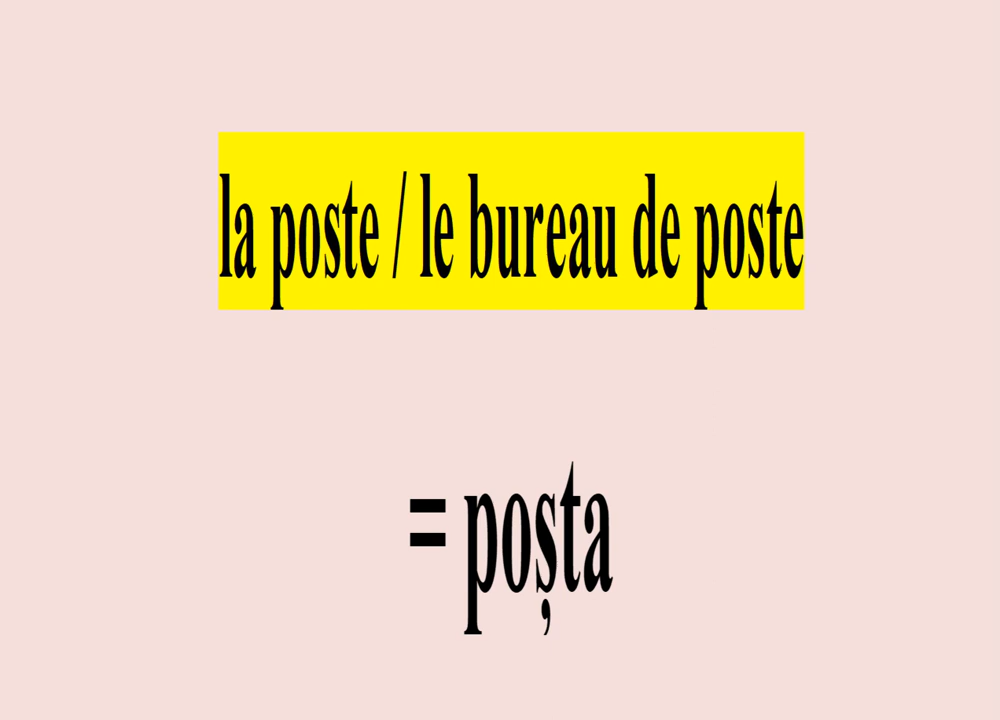 la poste / le bureau de poste
= poșta